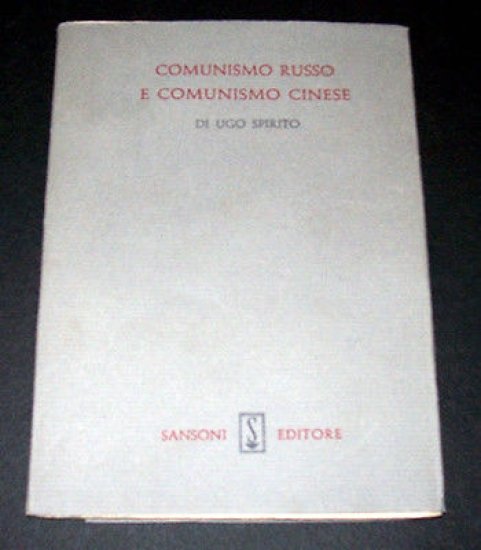 COMUNISMO RUSSO
E COMUNISMO CINESE
DI UGO SPIRITO
SANSONI S EDITORE